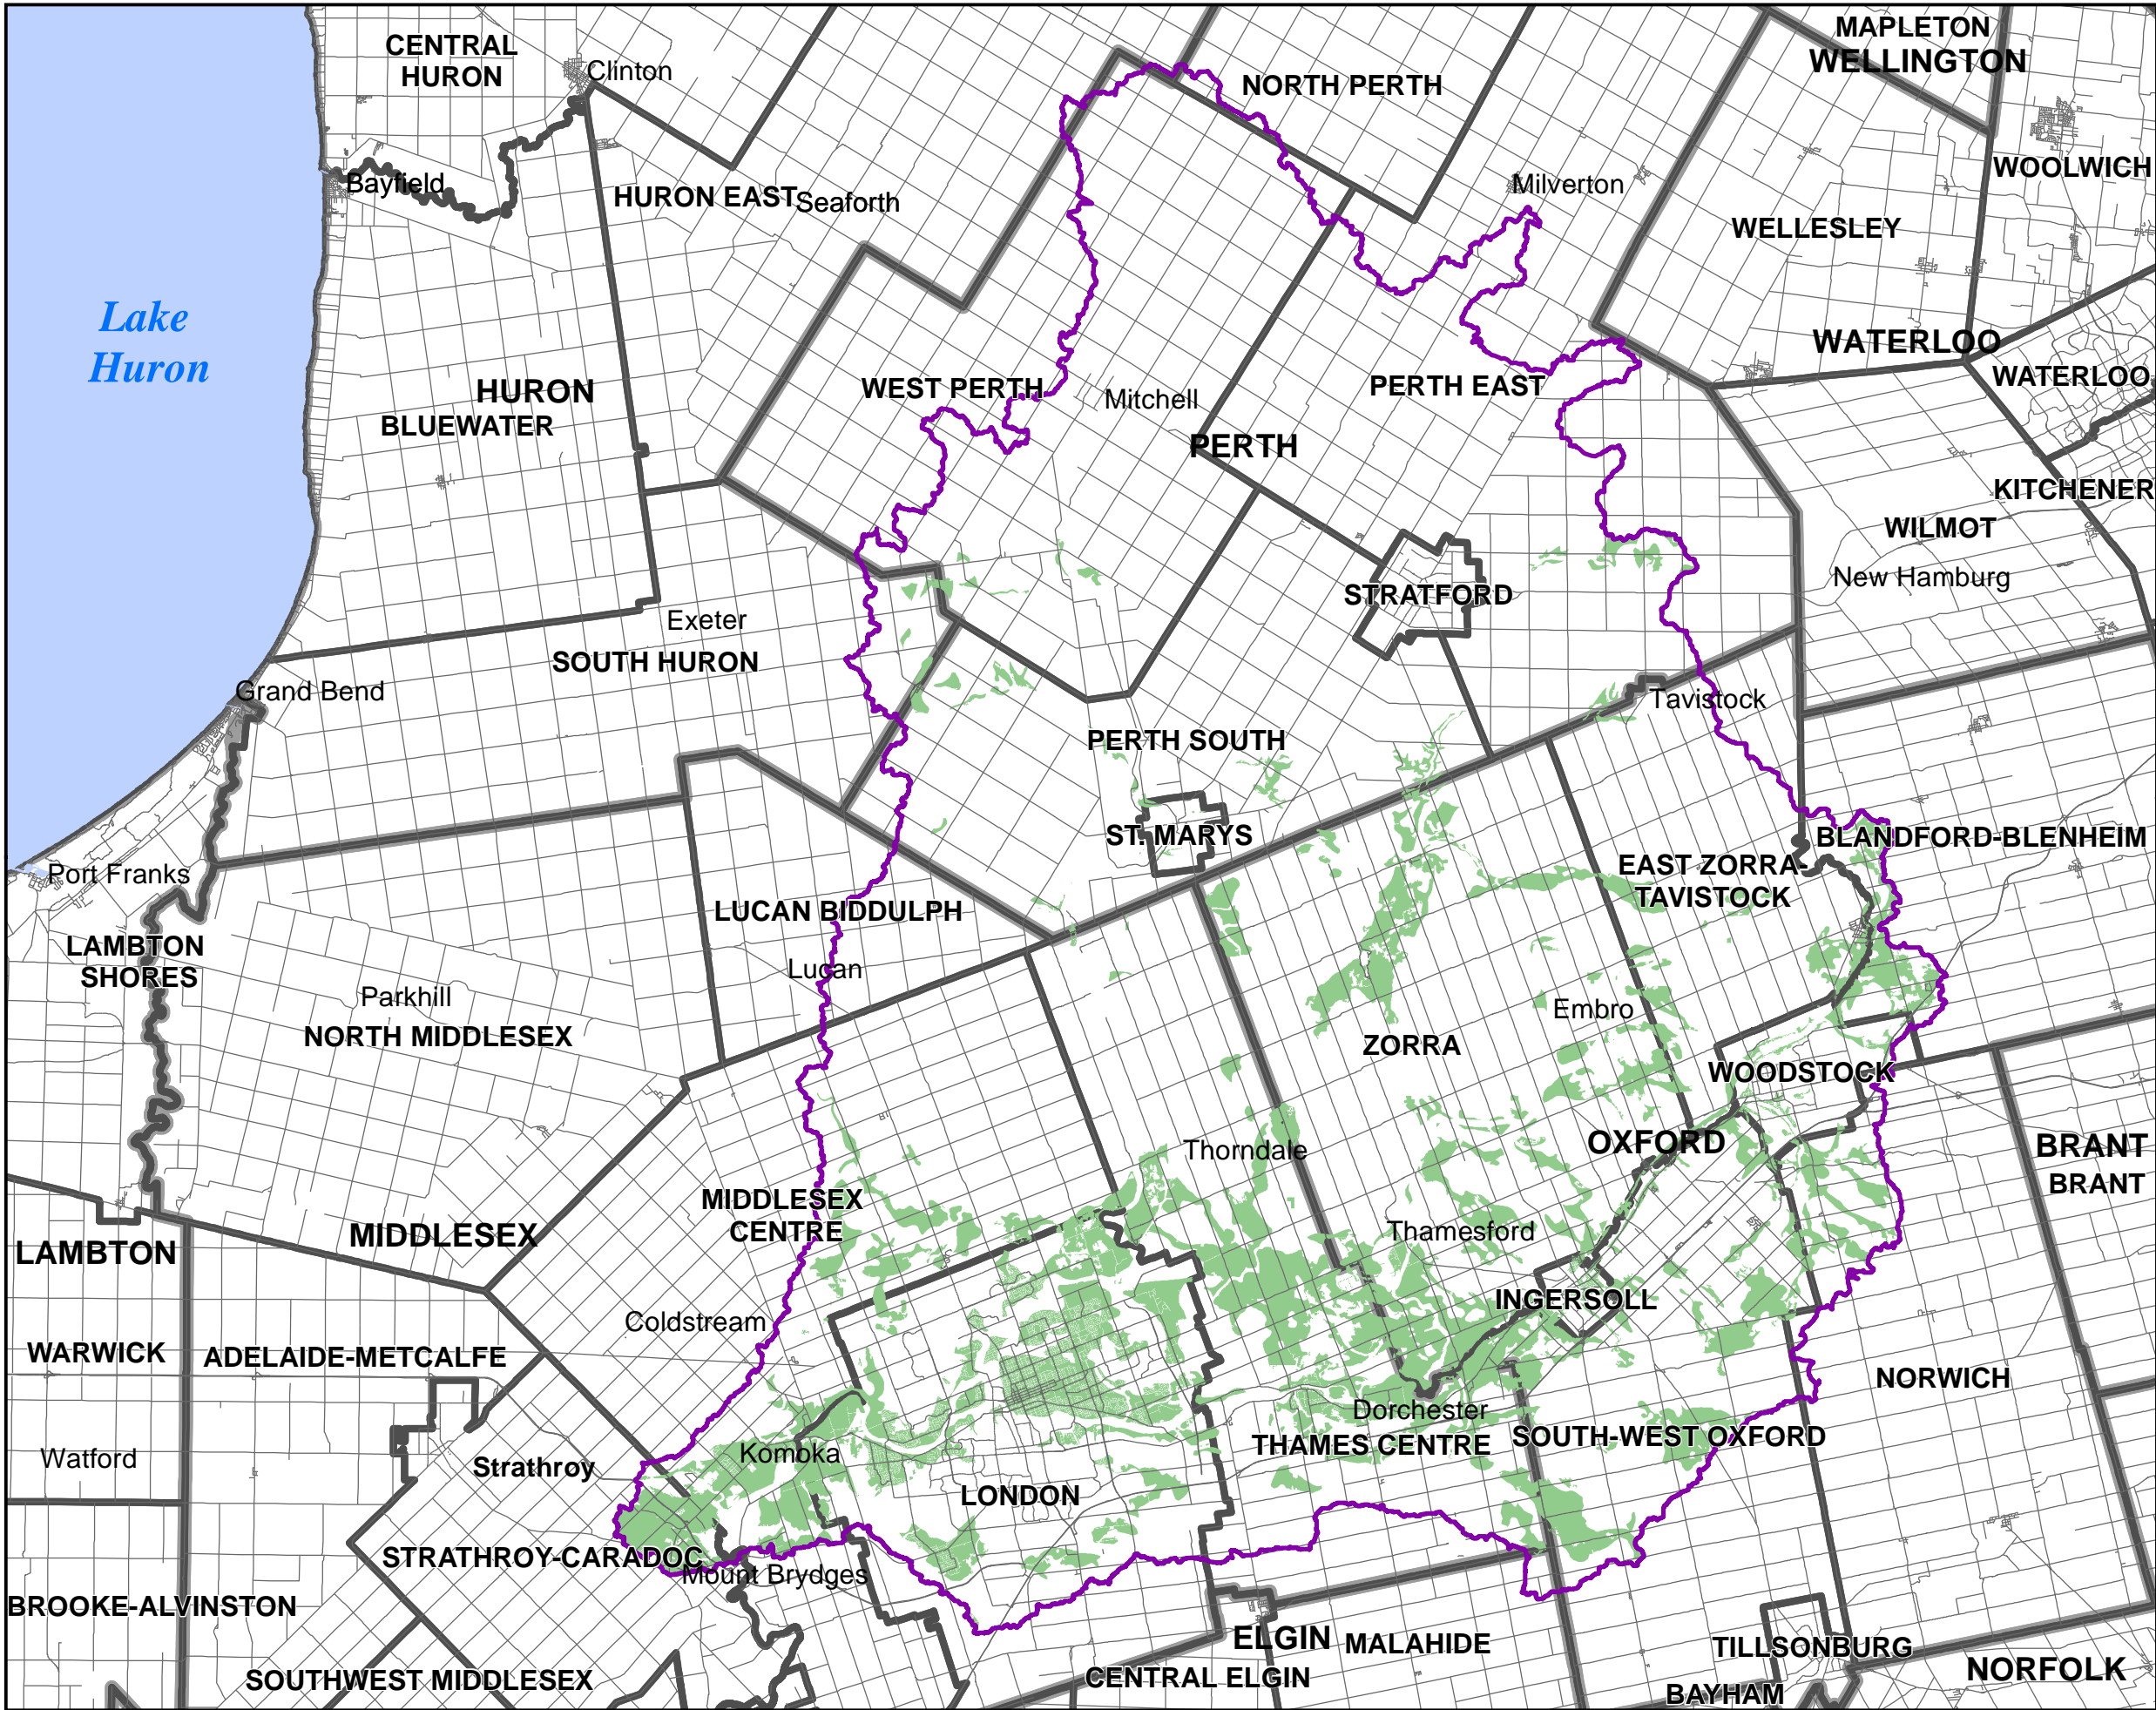 MAPLETON
WELLINGTON
CENTRAL
HURON
Clinton
NORTH PERTH
WOOLWICH
Bayfield
HURON EAST
Seaforth
Milverton
WELLESLEY
Lake
Huron
WATERLOO
WATERLOO
HURON
BLUEWATER
WEST PERTH
Mitchell
PERTH EAST
PERTH
KITCHENER
WILMOT
New Hamburg
STRATFORD
Exeter
SOUTH HURON
Grand Bend
Tavistock
PERTH SOUTH
ST. MARYS
BLANDFORD-BLENHEIM
EAST ZORRA-
TAVISTOCK
Port Franks
LUCAN BIDDULPH
LAMBTON
SHORES
Lucan
Parkhill
NORTH MIDDLESEX
Embro
ZORRA
WOODSTOCK
OXFORD
Thorndale
BRANT
BRANT
MIDDLESEX
CENTRE
MIDDLESEX
LAMBTON
Thamesford
INGERSOLL
Coldstream
WARWICK
ADELAIDE-METCALFE
NORWICH
Dorchester
THAMES CENTRE
SOUTH-WEST OXFORD
Watford
Strathroy
Komoka
LONDON
STRATHROY-CARADOC
Mount Brydges
BROOKE-ALVINSTON
ELGIN
MALAHIDE
TILLSONBURG
SOUTHWEST MIDDLESEX
CENTRAL ELGIN
NORFOLK
BAYHAM